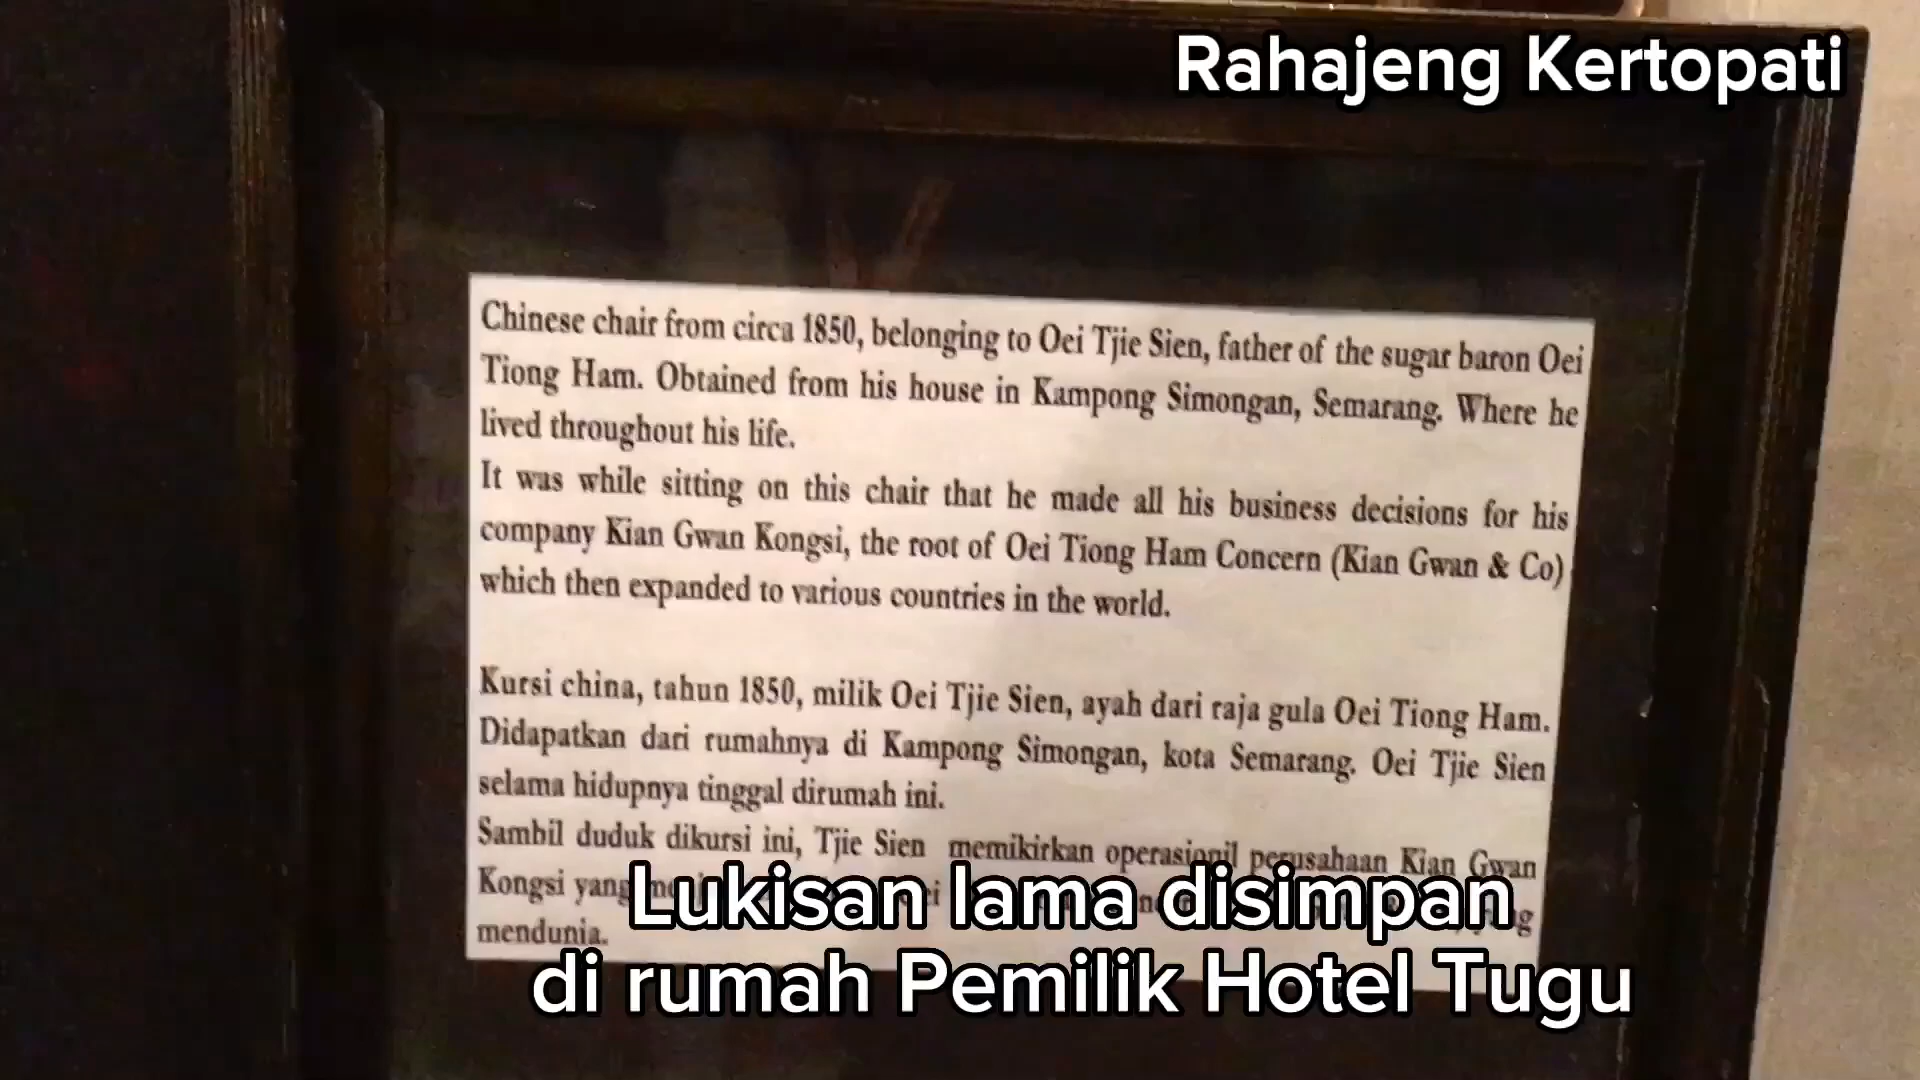 Rahajeng Kertopati
Chinese chair from circa 1850, belonging to Oei Tjie Sien, father of the sugar baron Oei
Tiong Ham. Obtained from his house in Kampong Simongan, Semarang. Where he
lived throughout his life.
It was while sitting on this chair that he made all his business decisions for his
company Kian Gwan Kongsi, the root of Oei Tiong Ham Concern (Kian Gwan & Co)
which then expanded to various countries in the world.
Kursi china, tahun 1850, milik Oei Tjie Sien, ayah dari raja gula Oei Tiong Ham.
Didapatkan dari rumahnya di Kampong Simongan, kota Semarang. Oei Tjie Sien
selama hidupnya tinggal dirumah ini.
Sambil duduk dikursi ini, Tjie Sien memikirkan operasionil perusahaan Kian Gwan
Kongsi yang
mendunia.
Lukisan lama disimpan
di rumah Pemilik Hotel Tugu